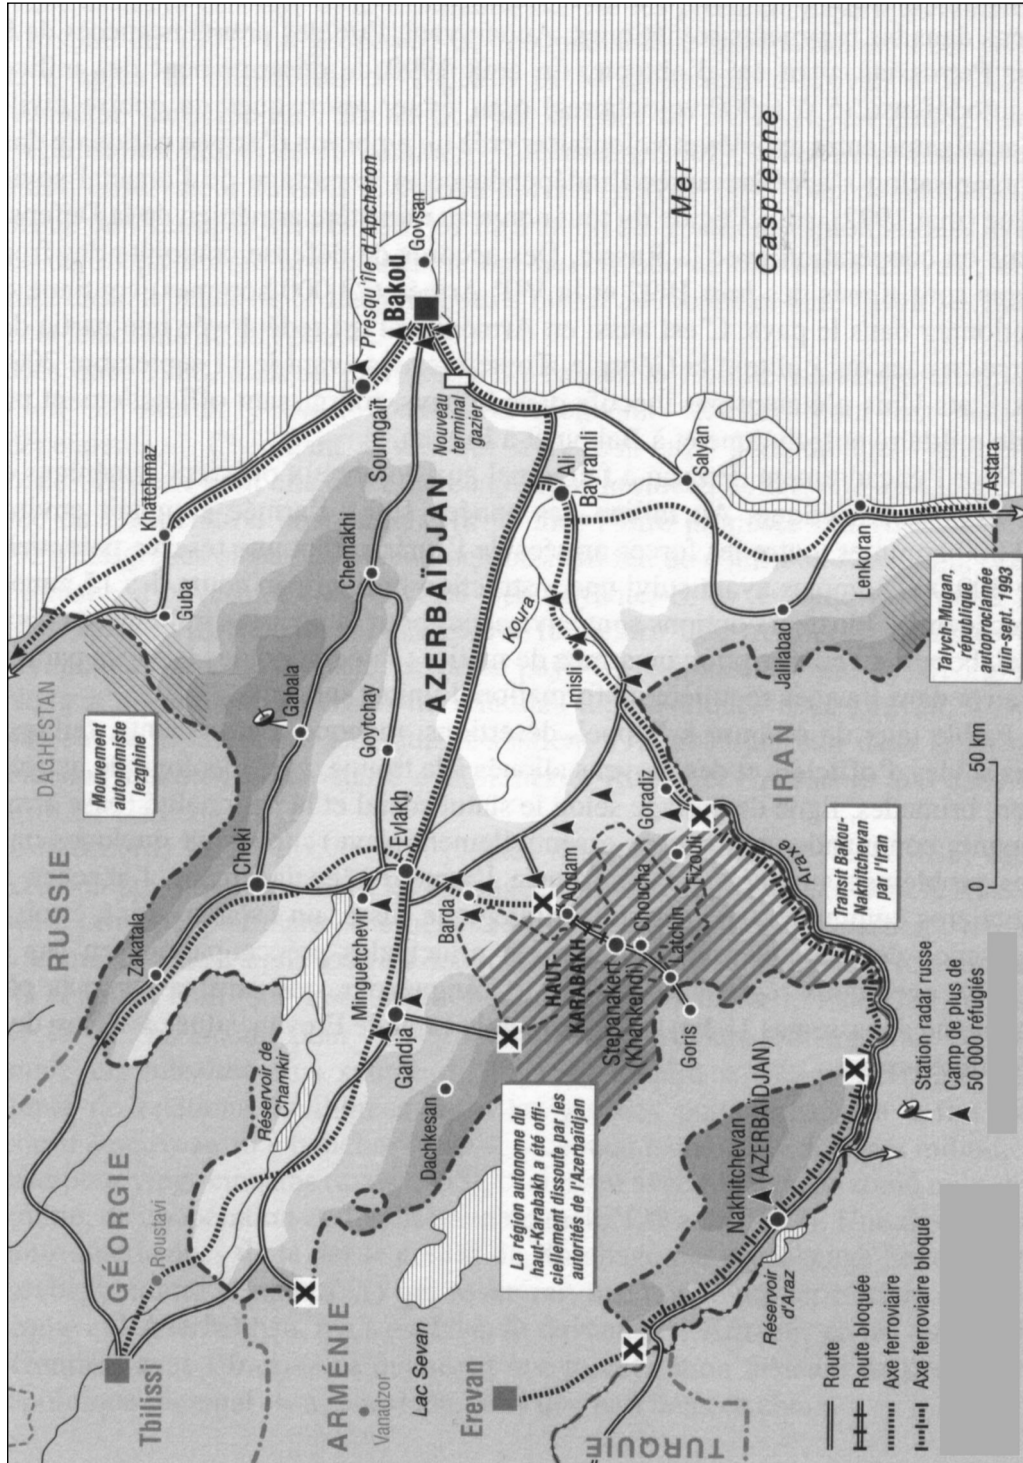 RUSSIE
DAGHESTAN
Mouvement
autonomiste
lezghine
Khatchmaz
Guba
Zakatala
Cheki
Gabala
Chemakhi
Soumgaït
Presqu'île d'Apchéron
Bakou
Govsan
Nouveau
terminal
gazier
Mer
Caspienne
GÉORGIE
Tbilissi
Roustavi
Réservoir de
Chamkir
Minguetchevir
Evlakh
Goytchay
AZERBAÏDJAN
Koura
Ali
Bayramli
Salyan
Gandja
Barda
Dachkesan
HAUT-
KARABAKH
Agdam
Stepanakert
(Khankendi)
Choucha
Latchin
Goris
Fizouli
Goradiz
Imisli
Jalilabad
Lenkoran
Astara
Talych-Mugan,
république
autoproclamée
juin-sept. 1993
ARMÉNIE
Vanadzor
Lac Sevan
Erevan
La région autonome du
haut-Karabakh a été offi-
ciellement dissoute par les
autorités de l'Azerbaïdjan
Nakhitchevan
(AZERBAÏDJAN)
Réservoir
d'Araz
TURQUIE
IRAN
Araxe
Transit Bakou-
Nakhitchevan
par l'Iran
0 50 km
Route
Route bloquée
Axe ferroviaire
Axe ferroviaire bloqué
Station radar russe
Camp de plus de
50 000 réfugiés